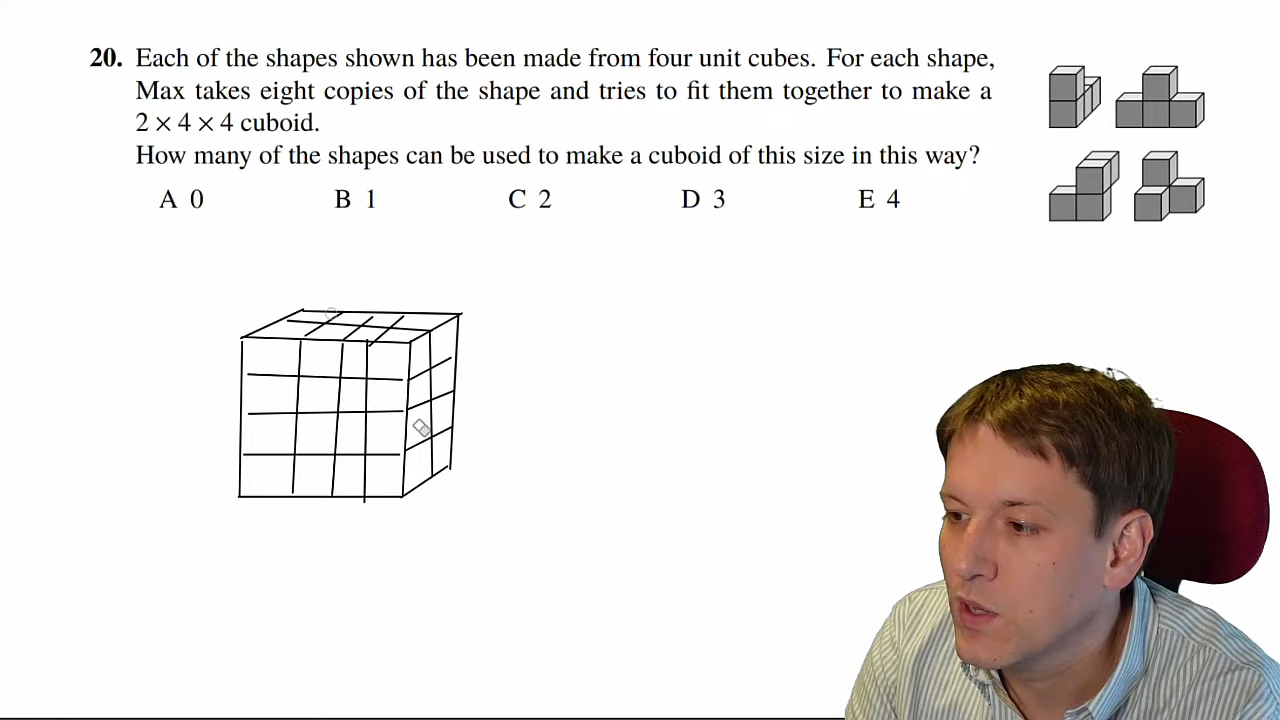 20. Each of the shapes shown has been made from four unit cubes. For each shape,
Max takes eight copies of the shape and tries to fit them together to make a
2 × 4 × 4 cuboid.
How many of the shapes can be used to make a cuboid of this size in this way?
A 0 B 1 C 2 D 3 E 4